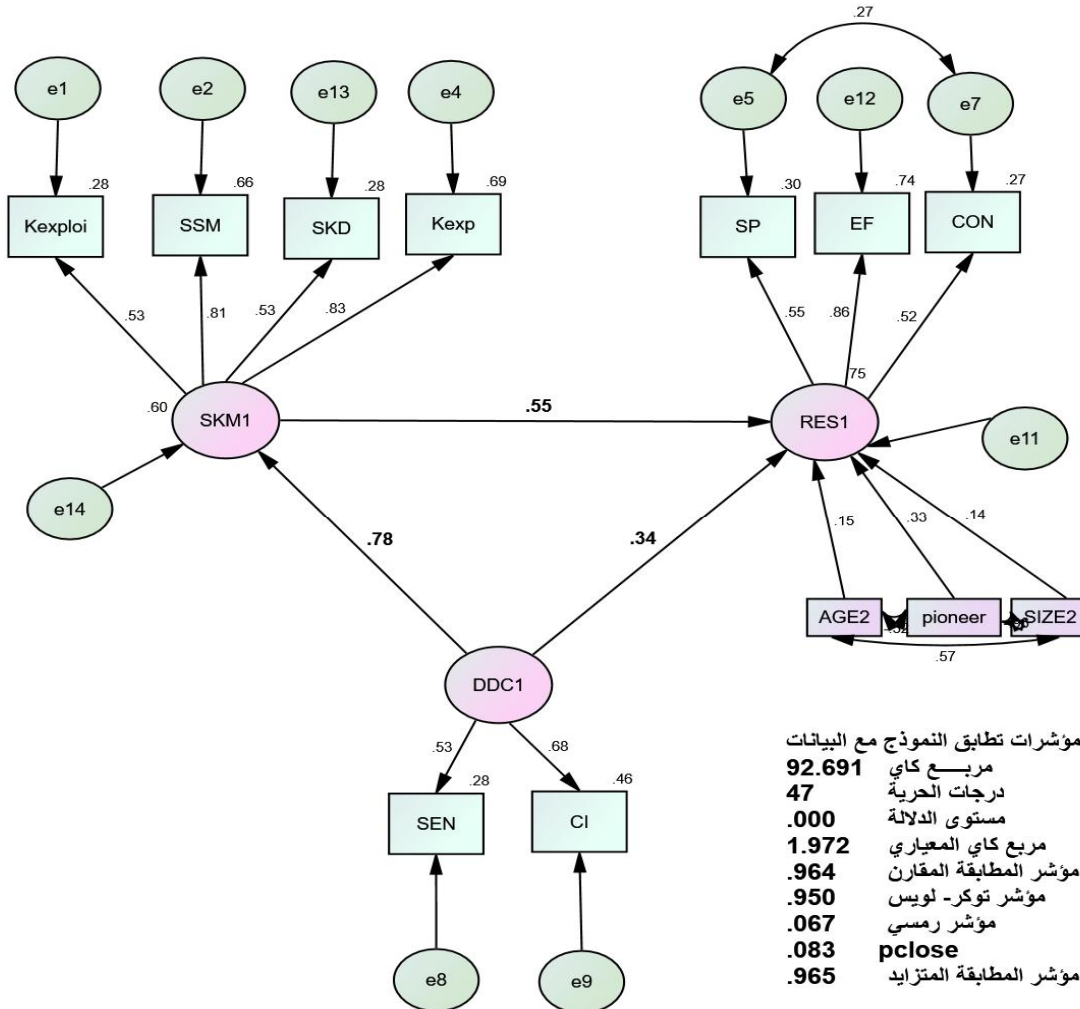 .27
e1
e2
e13
e4
e5
e12
e7
.28
.66
.28
.69
.30
.74
.27
Kexploi
SSM
SKD
Kexp
SP
EF
CON
.53
.81
.53
.83
.55
.86
.52
.60
SKM1
.55
75
RES1
e11
e14
.78
.34
.15
.33
.14
AGE2
pioneer
SIZE2
.57
DDC1
.53
.68
.28
.46
SEN
CI
e8
e9
مؤشرات تطابق النموذج مع البيانات
مربـــع كاي 92.691
درجات الحرية 47
مستوى الدلالة .000
مربع كاي المعياري 1.972
مؤشر المطابقة المقارن .964
مؤشر توكر- لويس .950
مؤشر رمسي .067
pclose .083
مؤشر المطابقة المتزايد .965